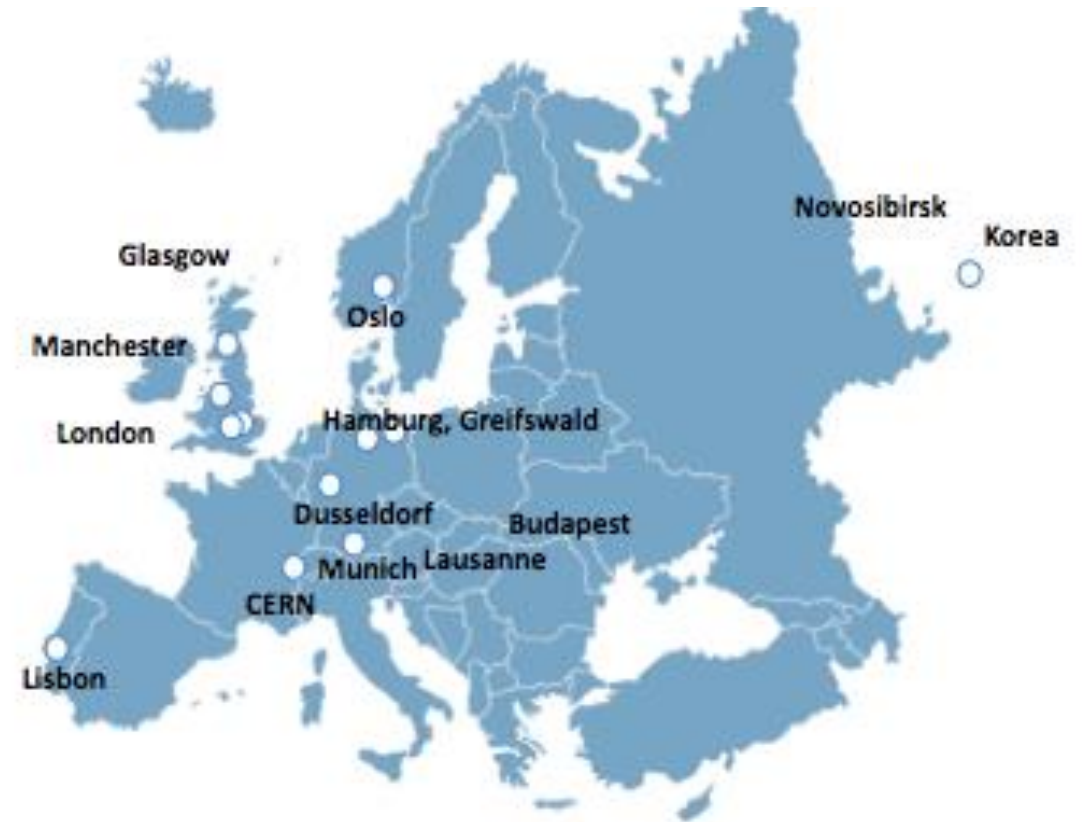 Novosibirsk
Korea
Glasgow
Oslo
Manchester
Hamburg, Greifswald
London
Dusseldorf
Budapest
Munich
Lausanne
CERN
Lisbon